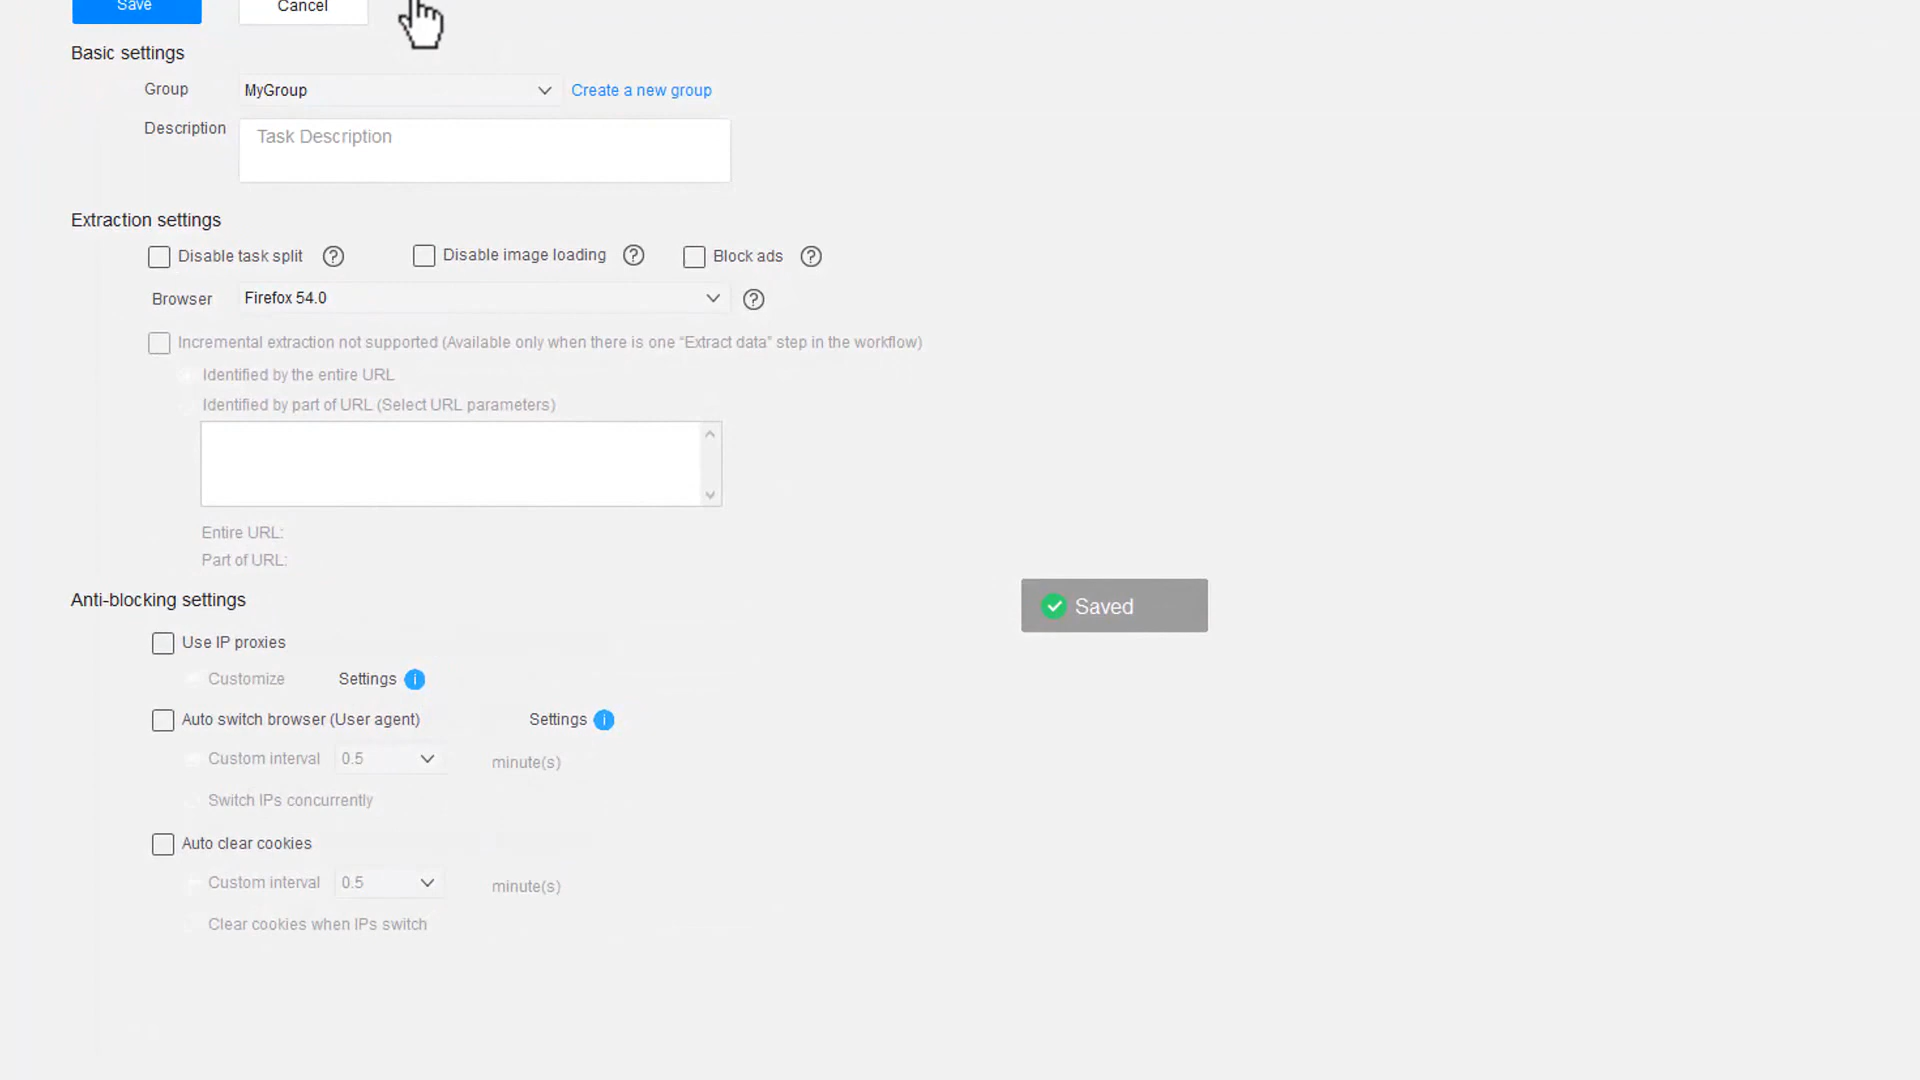 Save Cancel
Basic settings
Group MyGroup Create a new group
Description Task Description
Extraction settings
Disable task split ? Disable image loading ? Block ads ?
Browser Firefox 54.0 ?
Incremental extraction not supported (Available only when there is one “Extract data” step in the workflow)
Identified by the entire URL
Identified by part of URL (Select URL parameters)
Entire URL:
Part of URL:
Anti-blocking settings
Saved
Use IP proxies
Customize Settings i
Auto switch browser (User agent) Settings i
Custom interval 0.5 minute(s)
Switch IPs concurrently
Auto clear cookies
Custom interval 0.5 minute(s)
Clear cookies when IPs switch